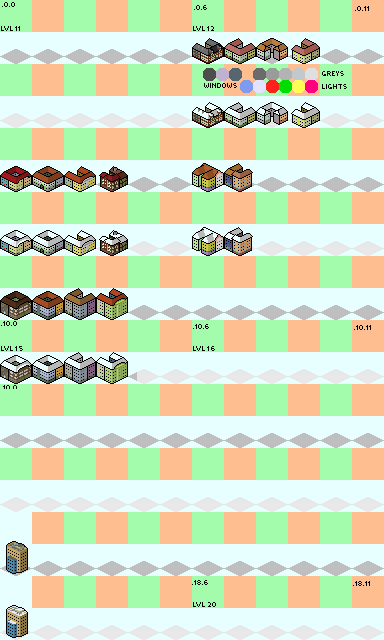 .0.0 .0.6 .0.11
LVL11 LVL12
GREYS
WINDOWS LIGHTS
.10.0 .10.6 .10.11
LVL15 LVL16
.10.0
.18.6 .18.11
LVL 20